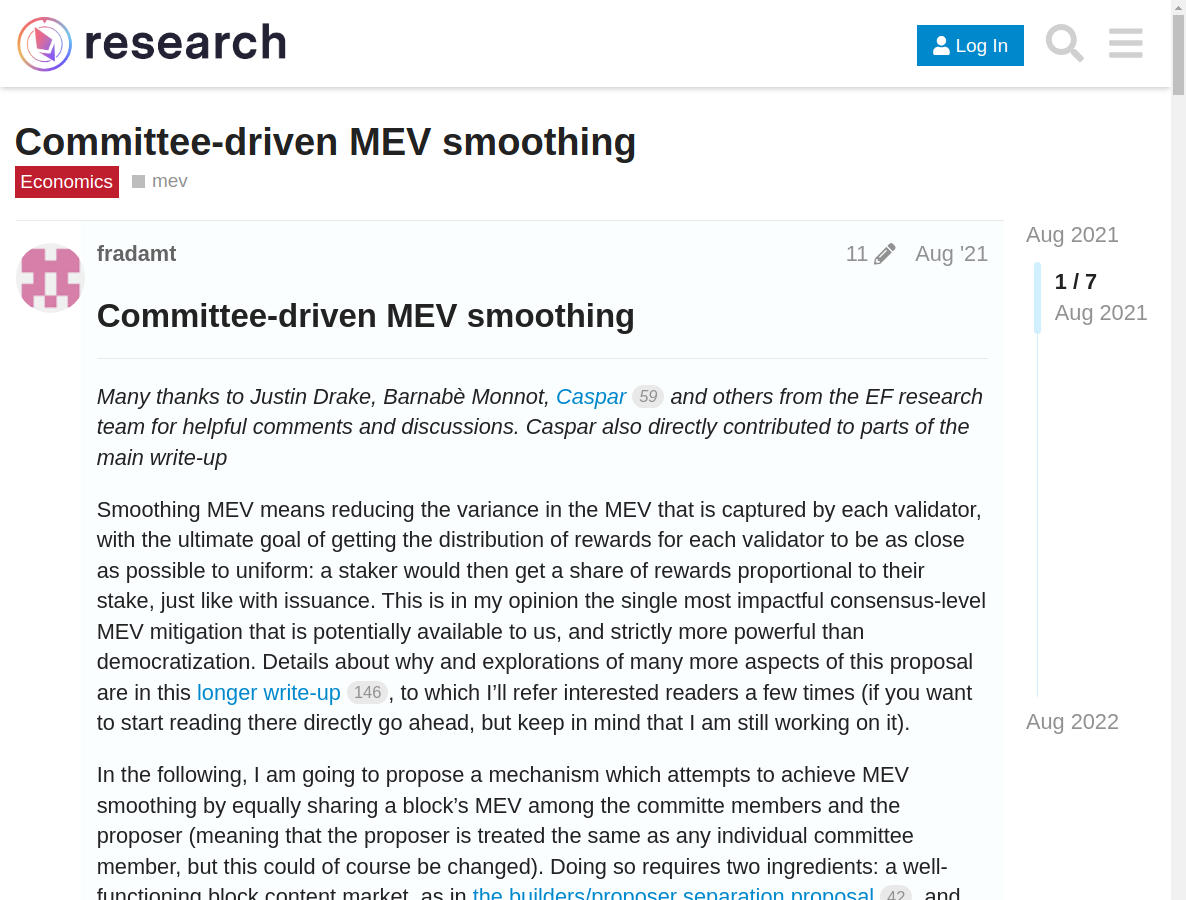 research
Log In
Committee-driven MEV smoothing
Economics
mev
fradamt
11
Aug '21
Committee-driven MEV smoothing
Many thanks to Justin Drake, Barnabè Monnot, Caspar 59 and others from the EF research
team for helpful comments and discussions. Caspar also directly contributed to parts of the
main write-up
Smoothing MEV means reducing the variance in the MEV that is captured by each validator,
with the ultimate goal of getting the distribution of rewards for each validator to be as close
as possible to uniform: a staker would then get a share of rewards proportional to their
stake, just like with issuance. This is in my opinion the single most impactful consensus-level
MEV mitigation that is potentially available to us, and strictly more powerful than
democratization. Details about why and explorations of many more aspects of this proposal
are in this longer write-up 146, to which I’ll refer interested readers a few times (if you want
to start reading there directly go ahead, but keep in mind that I am still working on it).
In the following, I am going to propose a mechanism which attempts to achieve MEV
smoothing by equally sharing a block’s MEV among the committe members and the
proposer (meaning that the proposer is treated the same as any individual committee
member, but this could of course be changed). Doing so requires two ingredients: a well-
functioning block content market, as in the builders/proposer separation proposal 42, and
Aug 2021
1 / 7
Aug 2021
Aug 2022